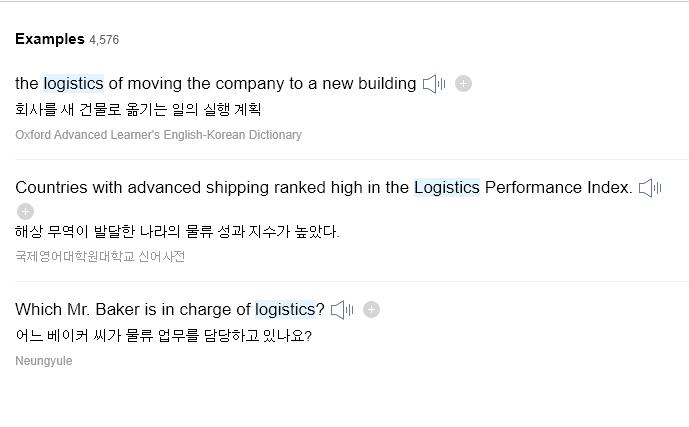 Examples 4,576
the logistics of moving the company to a new building
회사를 새 건물로 옮기는 일의 실행 계획
Oxford Advanced Learner's English-Korean Dictionary
Countries with advanced shipping ranked high in the Logistics Performance Index.
해상 무역이 발달한 나라의 물류 성과 지수가 높았다.
국제영어대학원대학교 신어사전
Which Mr. Baker is in charge of logistics?
어느 베이커 씨가 물류 업무를 담당하고 있나요?
Neungyule